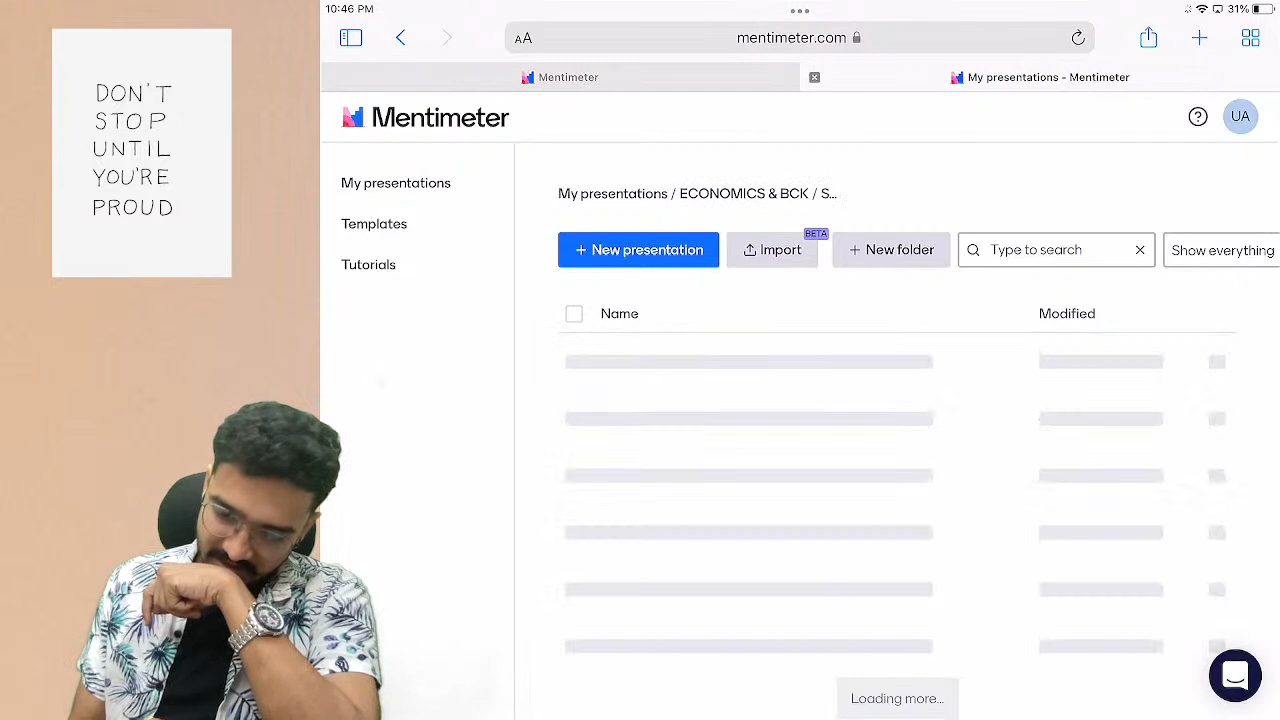 DON'T
STOP
UNTIL
YOU'RE
PROUD
10:46 PM
31%
AA
mentimeter.com
Mentimeter
My presentations - Mentimeter
Mentimeter
UA
My presentations
Templates
Tutorials
My presentations / ECONOMICS & BCK / S...
+ New presentation
Import
BETA
+ New folder
Type to search
Show everything
Name
Modified
Loading more...